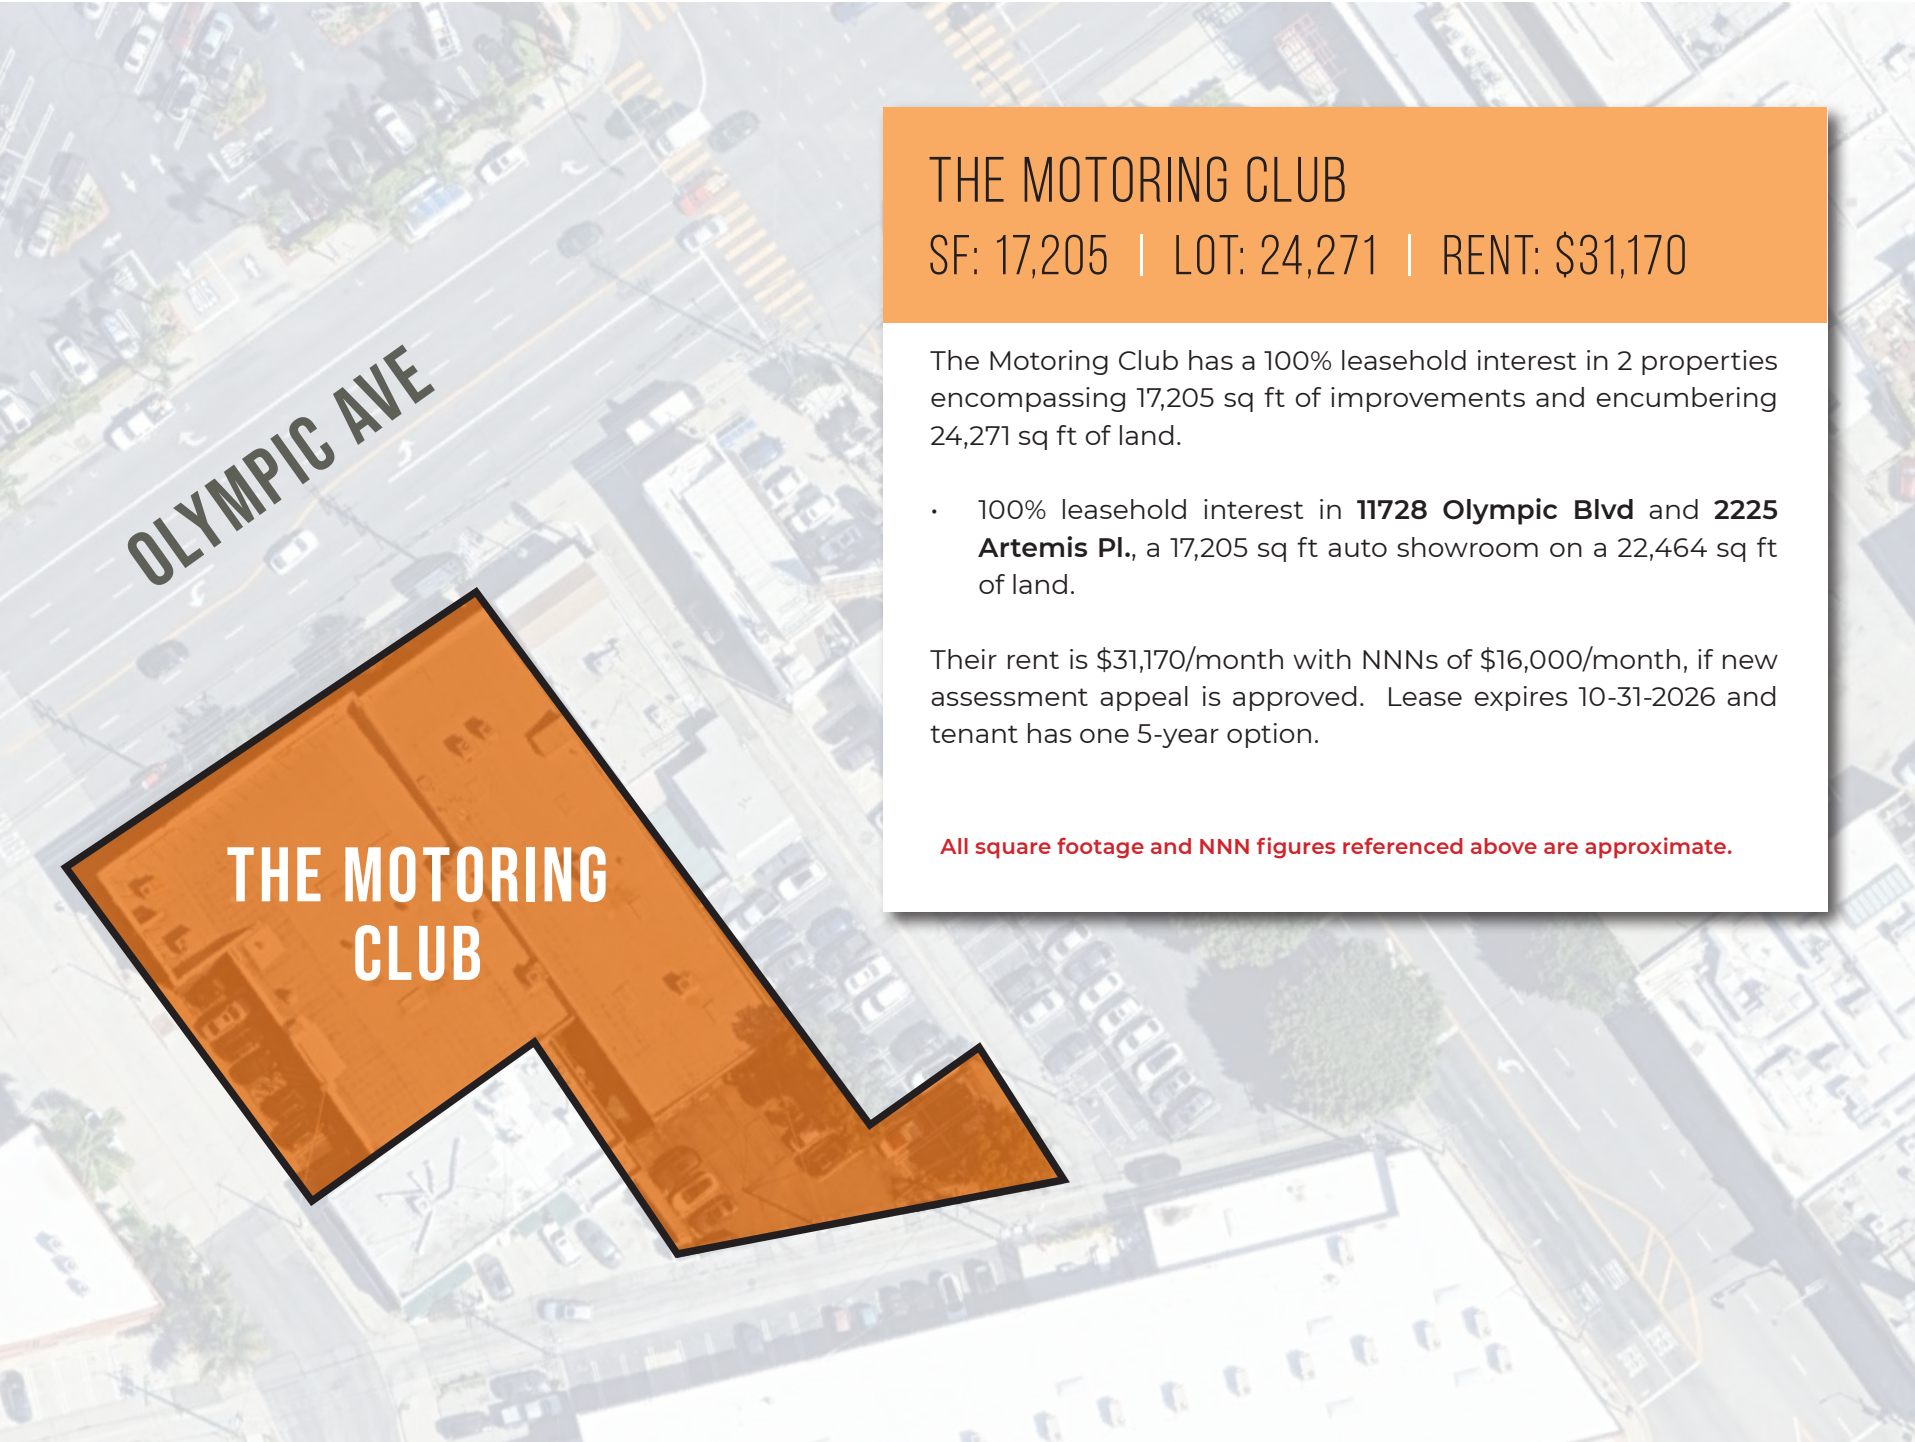 THE MOTORING CLUB
SF: 17,205 | LOT: 24,271 | RENT: $31,170
The Motoring Club has a 100% leasehold interest in 2 properties
encompassing 17,205 sq ft of improvements and encumbering
24,271 sq ft of land.
• 100% leasehold interest in 11728 Olympic Blvd and 2225
Artemis Pl., a 17,205 sq ft auto showroom on a 22,464 sq ft
of land.
Their rent is $31,170/month with NNNs of $16,000/month, if new
assessment appeal is approved. Lease expires 10-31-2026 and
tenant has one 5-year option.
All square footage and NNN figures referenced above are approximate.
OLYMPIC AVE
THE MOTORING
CLUB